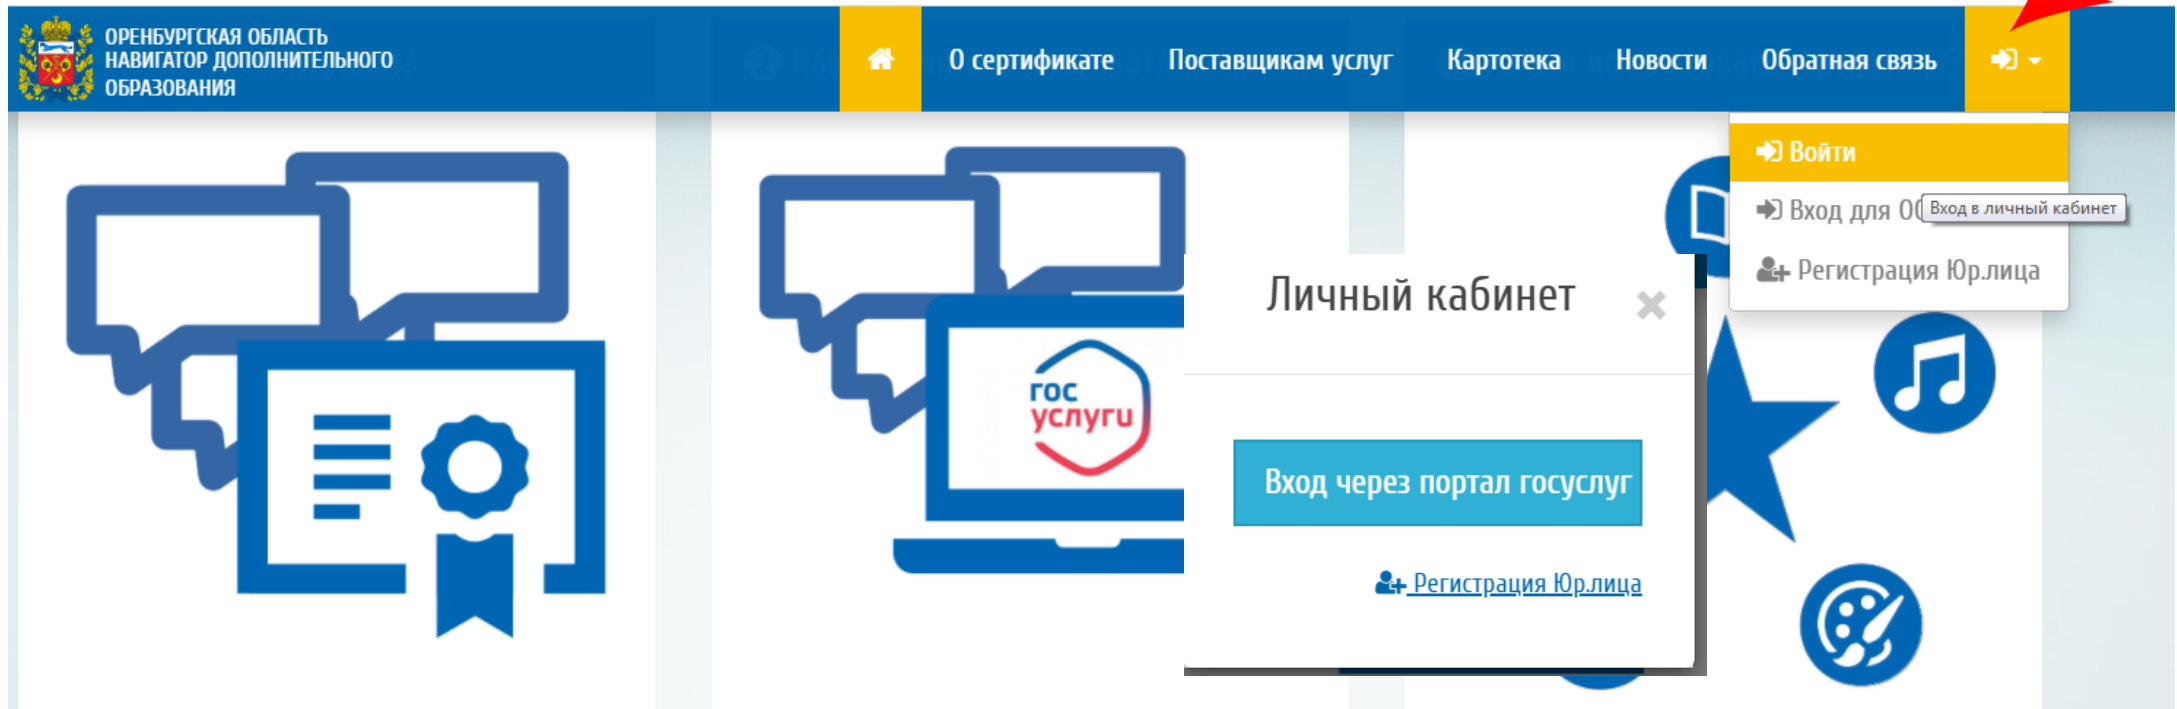 ОРЕНБУРГСКАЯ ОБЛАСТЬ
НАВИГАТОР ДОПОЛНИТЕЛЬНОГО
ОБРАЗОВАНИЯ
О сертификате
Поставщикам услуг
Картотека
Новости
Обратная связь
Войти
Вход для
Вход в личный кабинет
Регистрация Юр.лица
Личный кабинет
гос
услуги
Вход через портал госуслуг
Регистрация Юр.лица